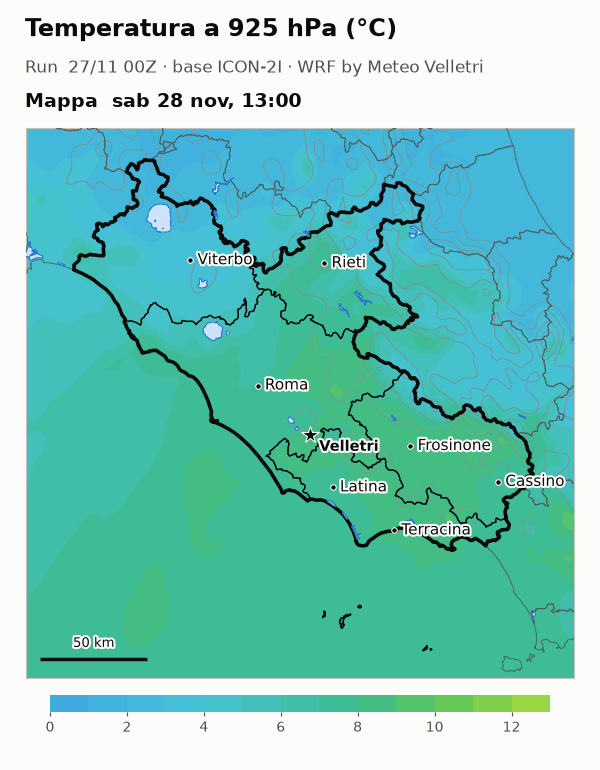 Temperatura a 925 hPa (°C)
Run  27/11 00Z · base ICON-2I · WRF by Meteo Velletri
Mappa  sab 28 nov, 13:00
Viterbo
Rieti
Roma
Velletri
Frosinone
Cassino
Latina
Terracina
50 km
0 2 4 6 8 10 12